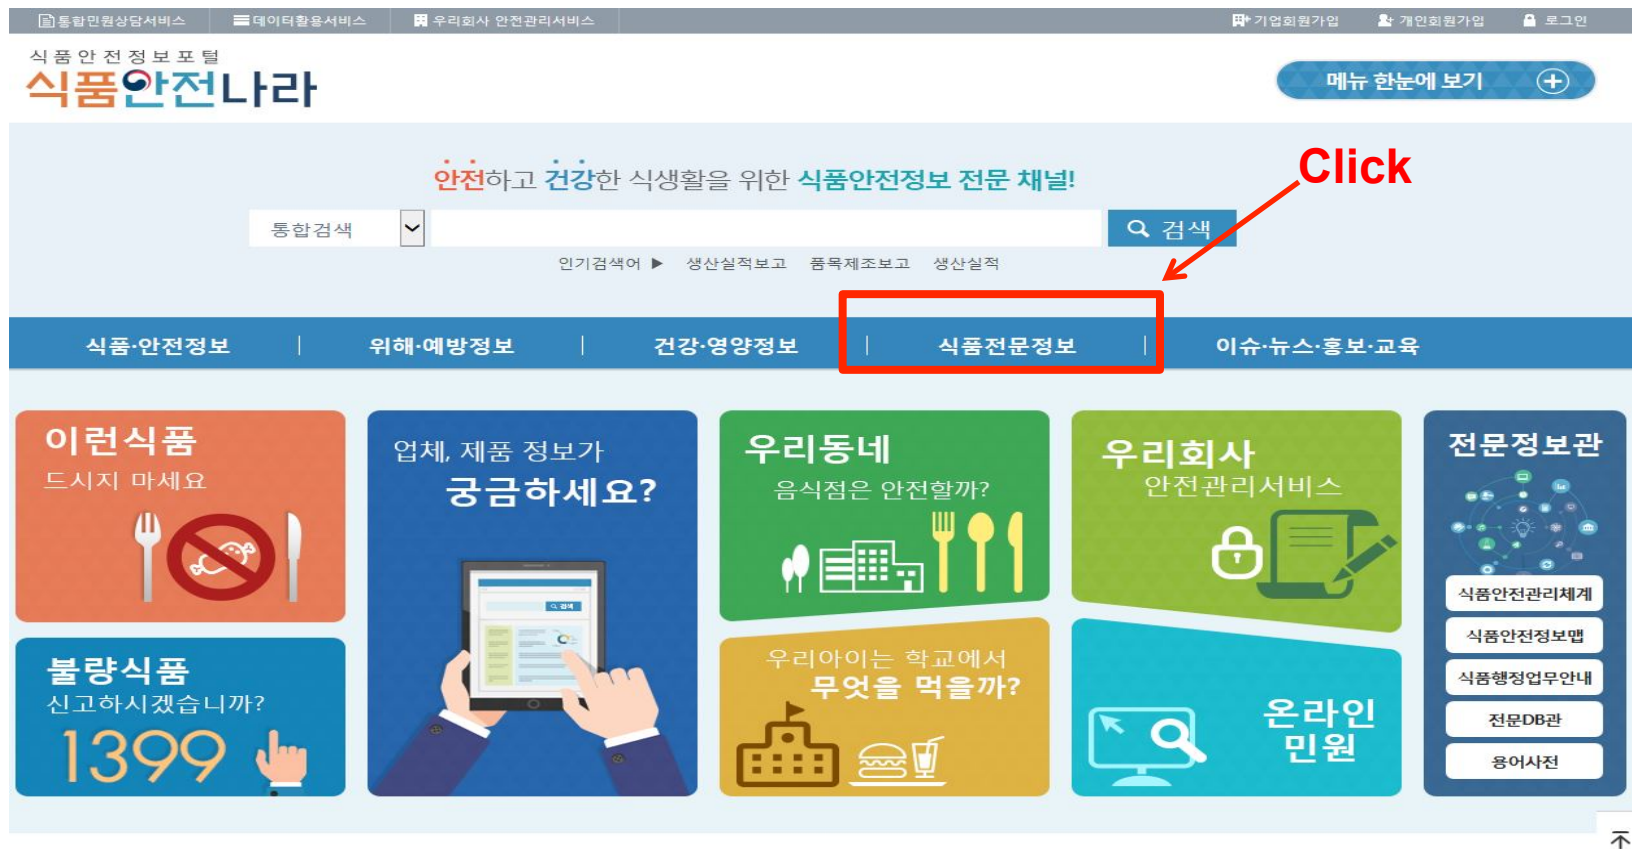 통합민원상담서비스 데이터활용서비스 우리회사 안전관리서비스 기업회원가입 개인회원가입 로그인
식품안전정보포털
식품안전나라
메뉴 한눈에 보기
Click
안전하고 건강한 식생활을 위한 식품안전정보 전문 채널!
통합검색 검색
인기검색어 ▶ 생산실적보고 품목제조보고 생산실적
식품·안전정보 위해·예방정보 건강·영양정보 식품전문정보 이슈·뉴스·홍보·교육
이런식품
드시지 마세요
업체, 제품 정보가
궁금하세요?
검색
우리동네
음식점은 안전할까?
우리회사
안전관리서비스
전문정보관
식품안전관리체계
식품안전정보맵
식품행정업무안내
전문DB관
용어사전
불량식품
신고하시겠습니까?
1399
우리아이는 학교에서
무엇을 먹을까?
온라인
민원